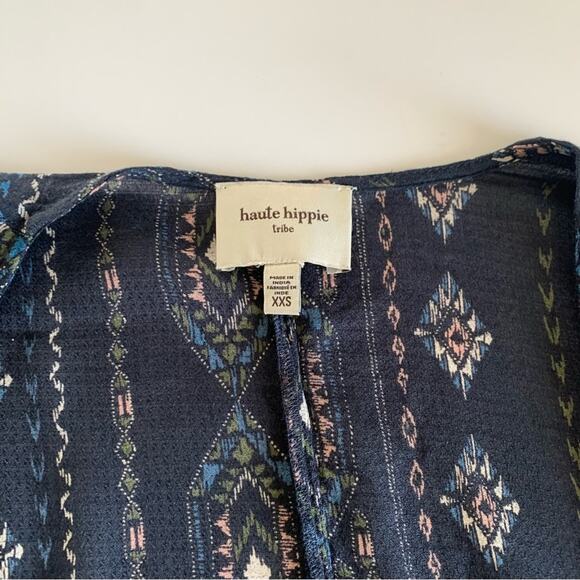 haute hippie
tribe
MADE IN
INDIA
FABRIQUÉ EN
INDE
XXS